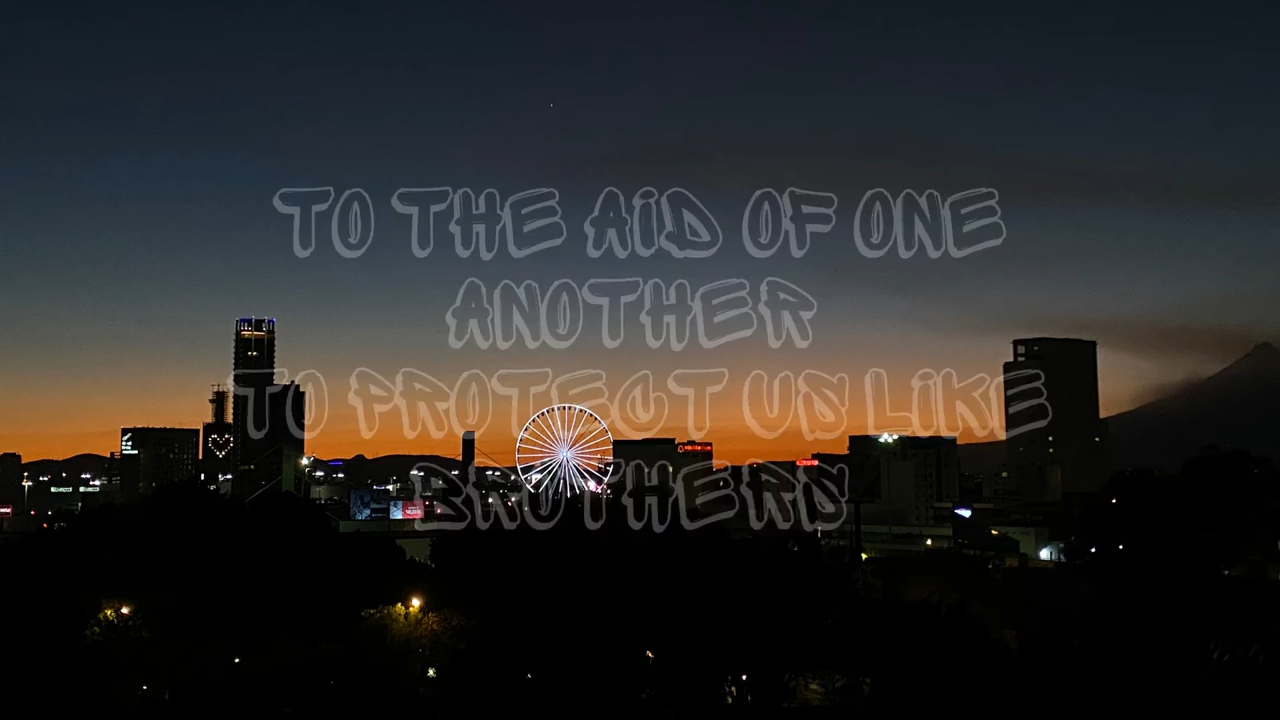 TO THE AID OF ONE
ANOTHER
TO PROTECT US LIKE
BROTHERS